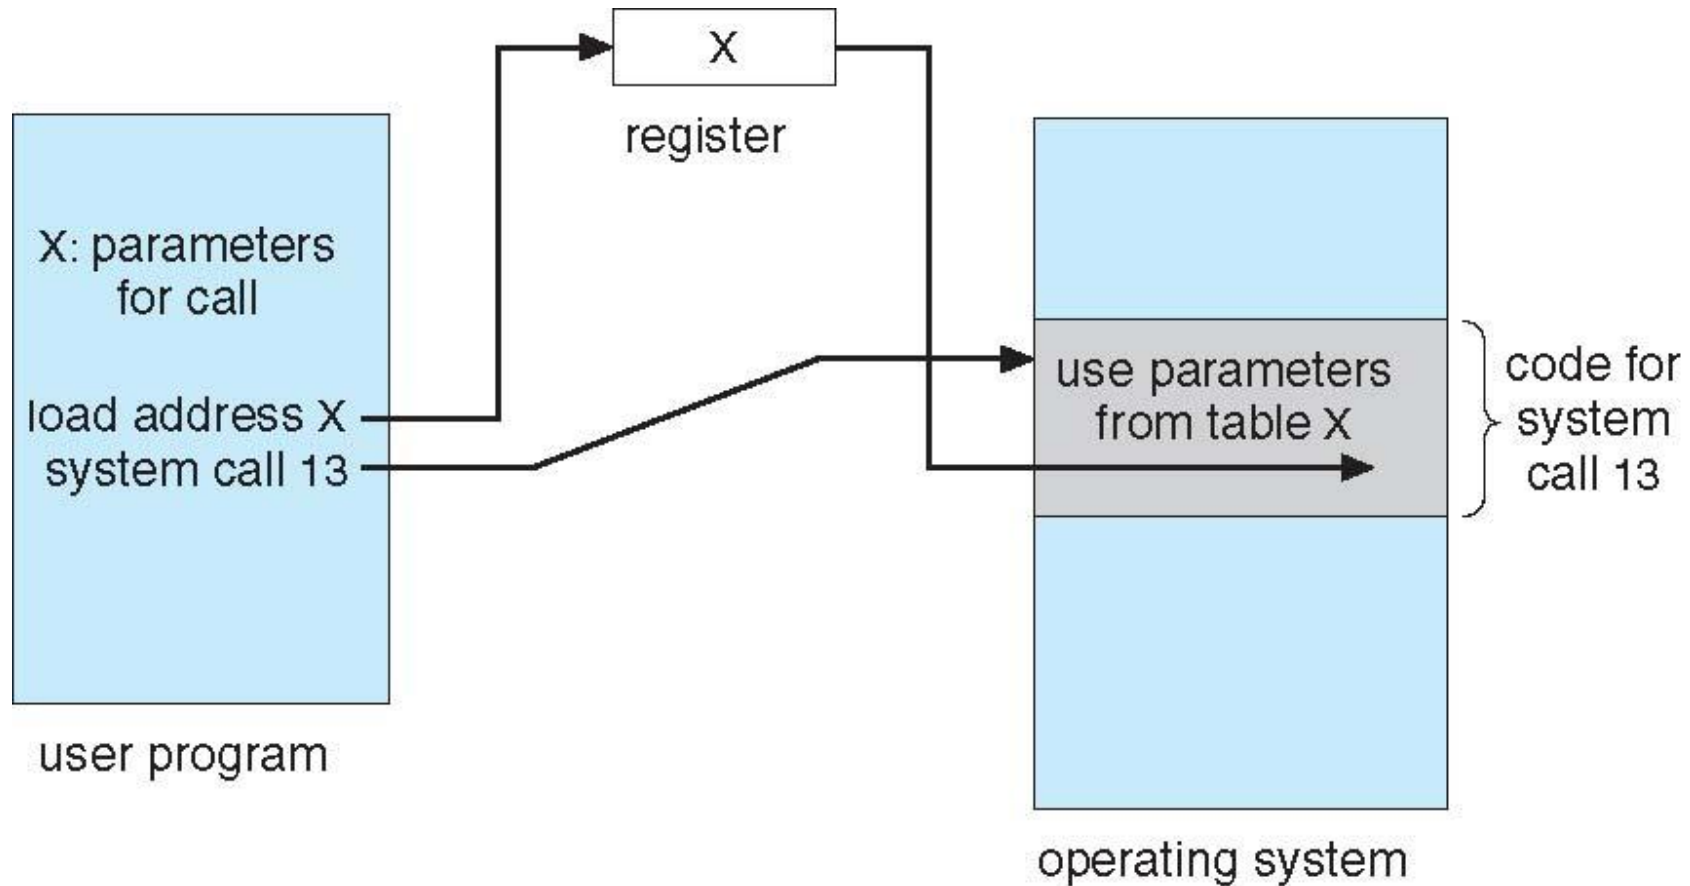 X
register
X: parameters
for call
load address X
system call 13
user program
use parameters
from table X
code for
system
call 13
operating system